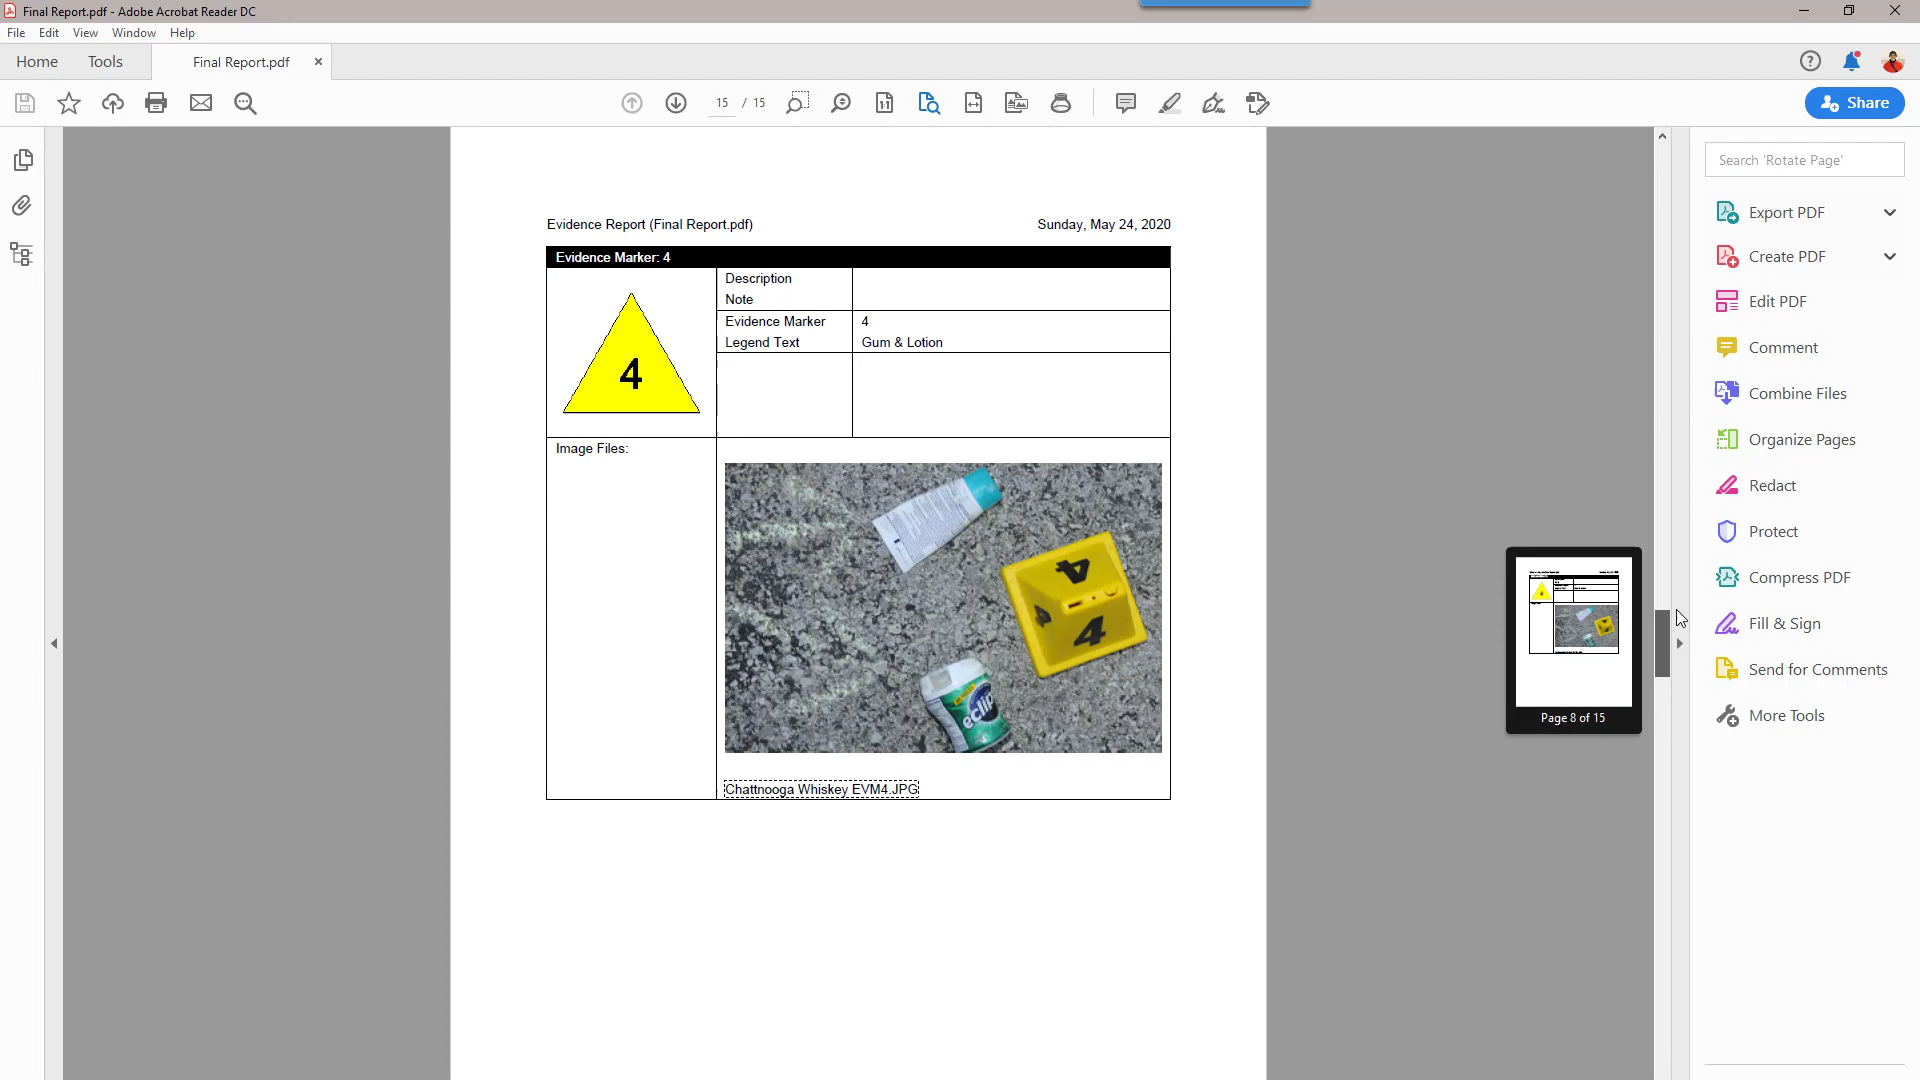 Final Report.pdf - Adobe Acrobat Reader DC
File Edit View Window Help
Home Tools Final Report.pdf
15 / 15
Share
Search 'Rotate Page'
Export PDF
Create PDF
Edit PDF
Comment
Combine Files
Organize Pages
Redact
Protect
Compress PDF
Fill & Sign
Send for Comments
More Tools
Evidence Report (Final Report.pdf) Sunday, May 24, 2020
Evidence Marker: 4
4
Description
Note
Evidence Marker 4
Legend Text Gum & Lotion
Image Files:
4
4
4
eclip
Chattnooga Whiskey EVM4.JPG
Page 8 of 15